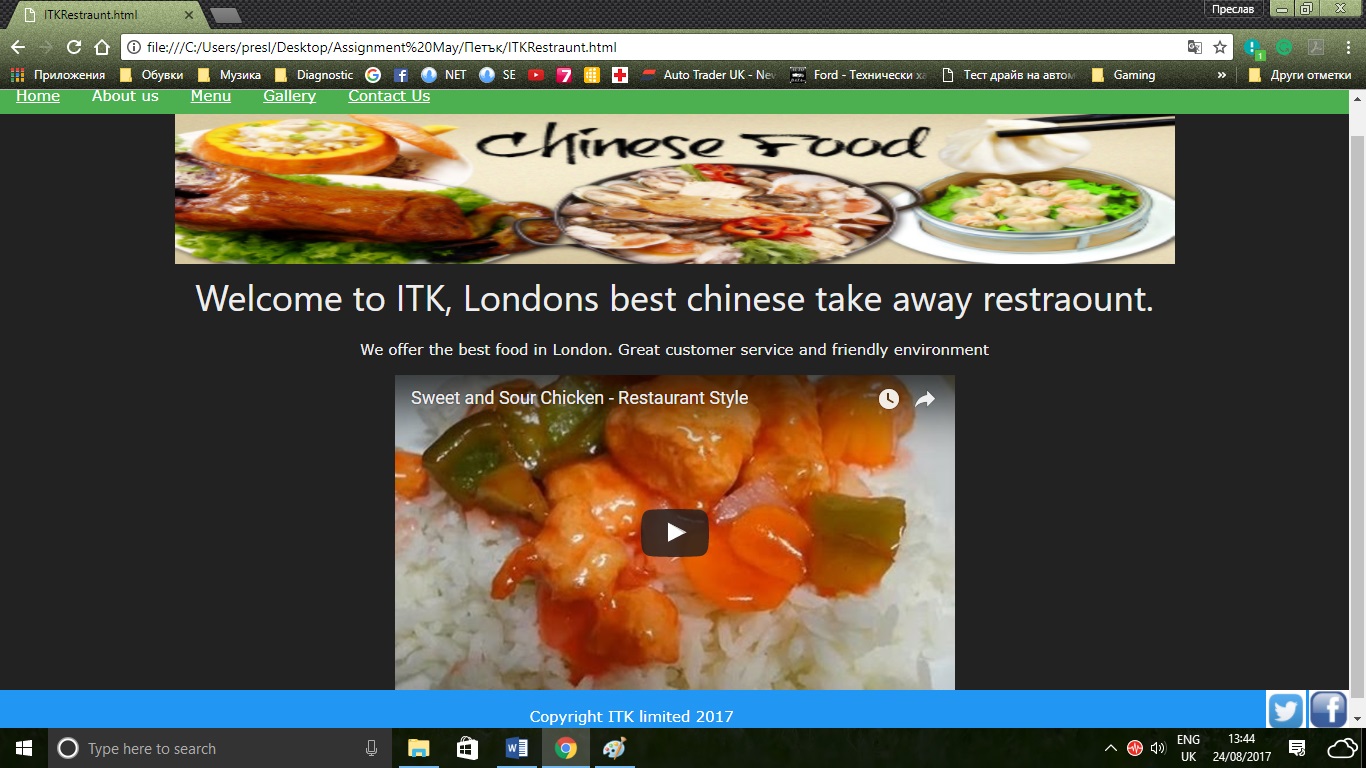 ITKRestraunt.html
Преслав
file:///C:/Users/presl/Desktop/Assignment%20May/Петък/ITKRestraunt.html
Приложения Обувки Музика Diagnostic NET SE 7 Auto Trader UK - Nev Ford - Технически ха Тест драйв на автом Gaming » Други отметки
Home About us Menu Gallery Contact Us
Chinese Food
Welcome to ITK, Londons best chinese take away restraount.
We offer the best food in London. Great customer service and friendly environment
Sweet and Sour Chicken - Restaurant Style
Copyright ITK limited 2017
Type here to search
ENG
UK
13:44
24/08/2017